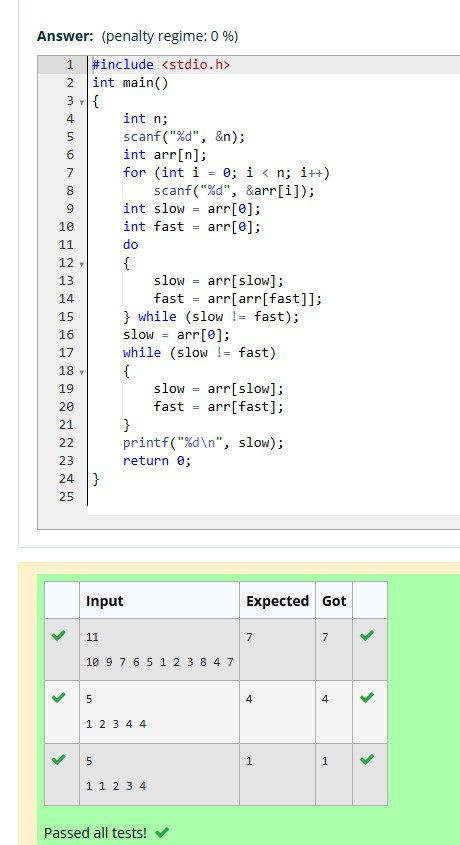 Answer: (penalty regime: 0 %)
1 #include <stdio.h>
2 int main()
3 {
4     int n;
5     scanf("%d", &n);
6     int arr[n];
7     for (int i = 0; i < n; i++)
8         scanf("%d", &arr[i]);
9     int slow = arr[0];
10     int fast = arr[0];
11     do
12     {
13         slow = arr[slow];
14         fast = arr[arr[fast]];
15     } while (slow != fast);
16     slow = arr[0];
17     while (slow != fast)
18     {
19         slow = arr[slow];
20         fast = arr[fast];
21     }
22     printf("%d\n", slow);
23     return 0;
24 }
25
Input Expected Got
11 7 7
10 9 7 6 5 1 2 3 8 4 7
5 4 4
1 2 3 4 4
5 1 1
1 1 2 3 4
Passed all tests!